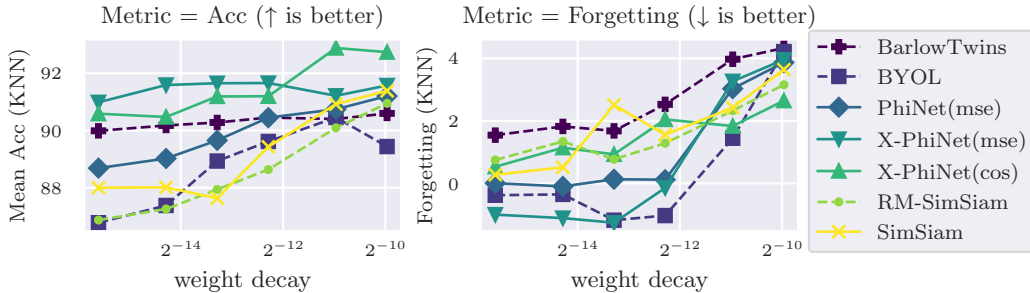 Metric = Acc (↑ is better)
Mean Acc (KNN)
92
90
88
2−14
2−12
2−10
weight decay
Metric = Forgetting (↓ is better)
Forgetting (KNN)
4
2
0
2−14
2−12
2−10
weight decay
BarlowTwins
BYOL
PhiNet(mse)
X-PhiNet(mse)
X-PhiNet(cos)
RM-SimSiam
SimSiam